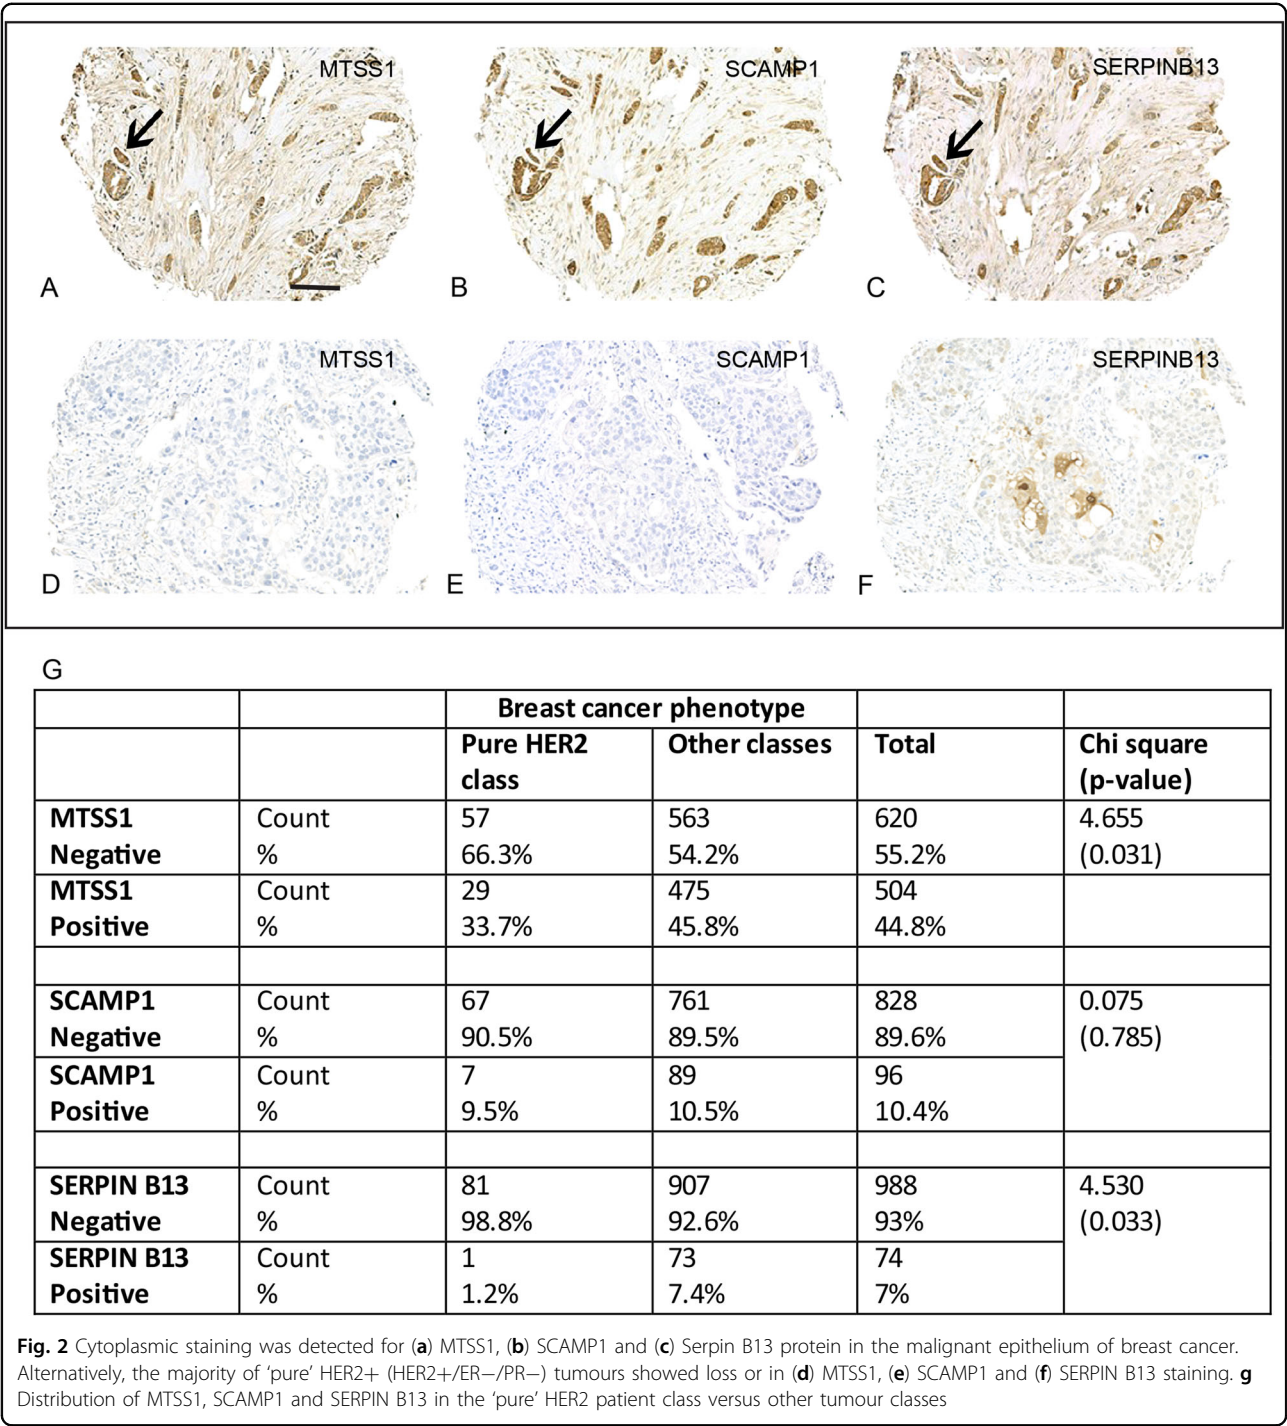 MTSS1 SCAMP1 SERPINB13
A B C
MTSS1 SCAMP1 SERPINB13
D E F
G
Breast cancer phenotype
Pure HER2 class Other classes Total Chi square (p-value)
MTSS1 Count 57 563 620 4.655
Negative % 66.3% 54.2% 55.2% (0.031)
MTSS1 Count 29 475 504
Positive % 33.7% 45.8% 44.8%
SCAMP1 Count 67 761 828 0.075
Negative % 90.5% 89.5% 89.6% (0.785)
SCAMP1 Count 7 89 96
Positive % 9.5% 10.5% 10.4%
SERPIN B13 Count 81 907 988 4.530
Negative % 98.8% 92.6% 93% (0.033)
SERPIN B13 Count 1 73 74
Positive % 1.2% 7.4% 7%
Fig. 2 Cytoplasmic staining was detected for (a) MTSS1, (b) SCAMP1 and (c) Serpin B13 protein in the malignant epithelium of breast cancer.
Alternatively, the majority of ‘pure’ HER2+ (HER2+/ER−/PR−) tumours showed loss or in (d) MTSS1, (e) SCAMP1 and (f) SERPIN B13 staining. g
Distribution of MTSS1, SCAMP1 and SERPIN B13 in the ‘pure’ HER2 patient class versus other tumour classes